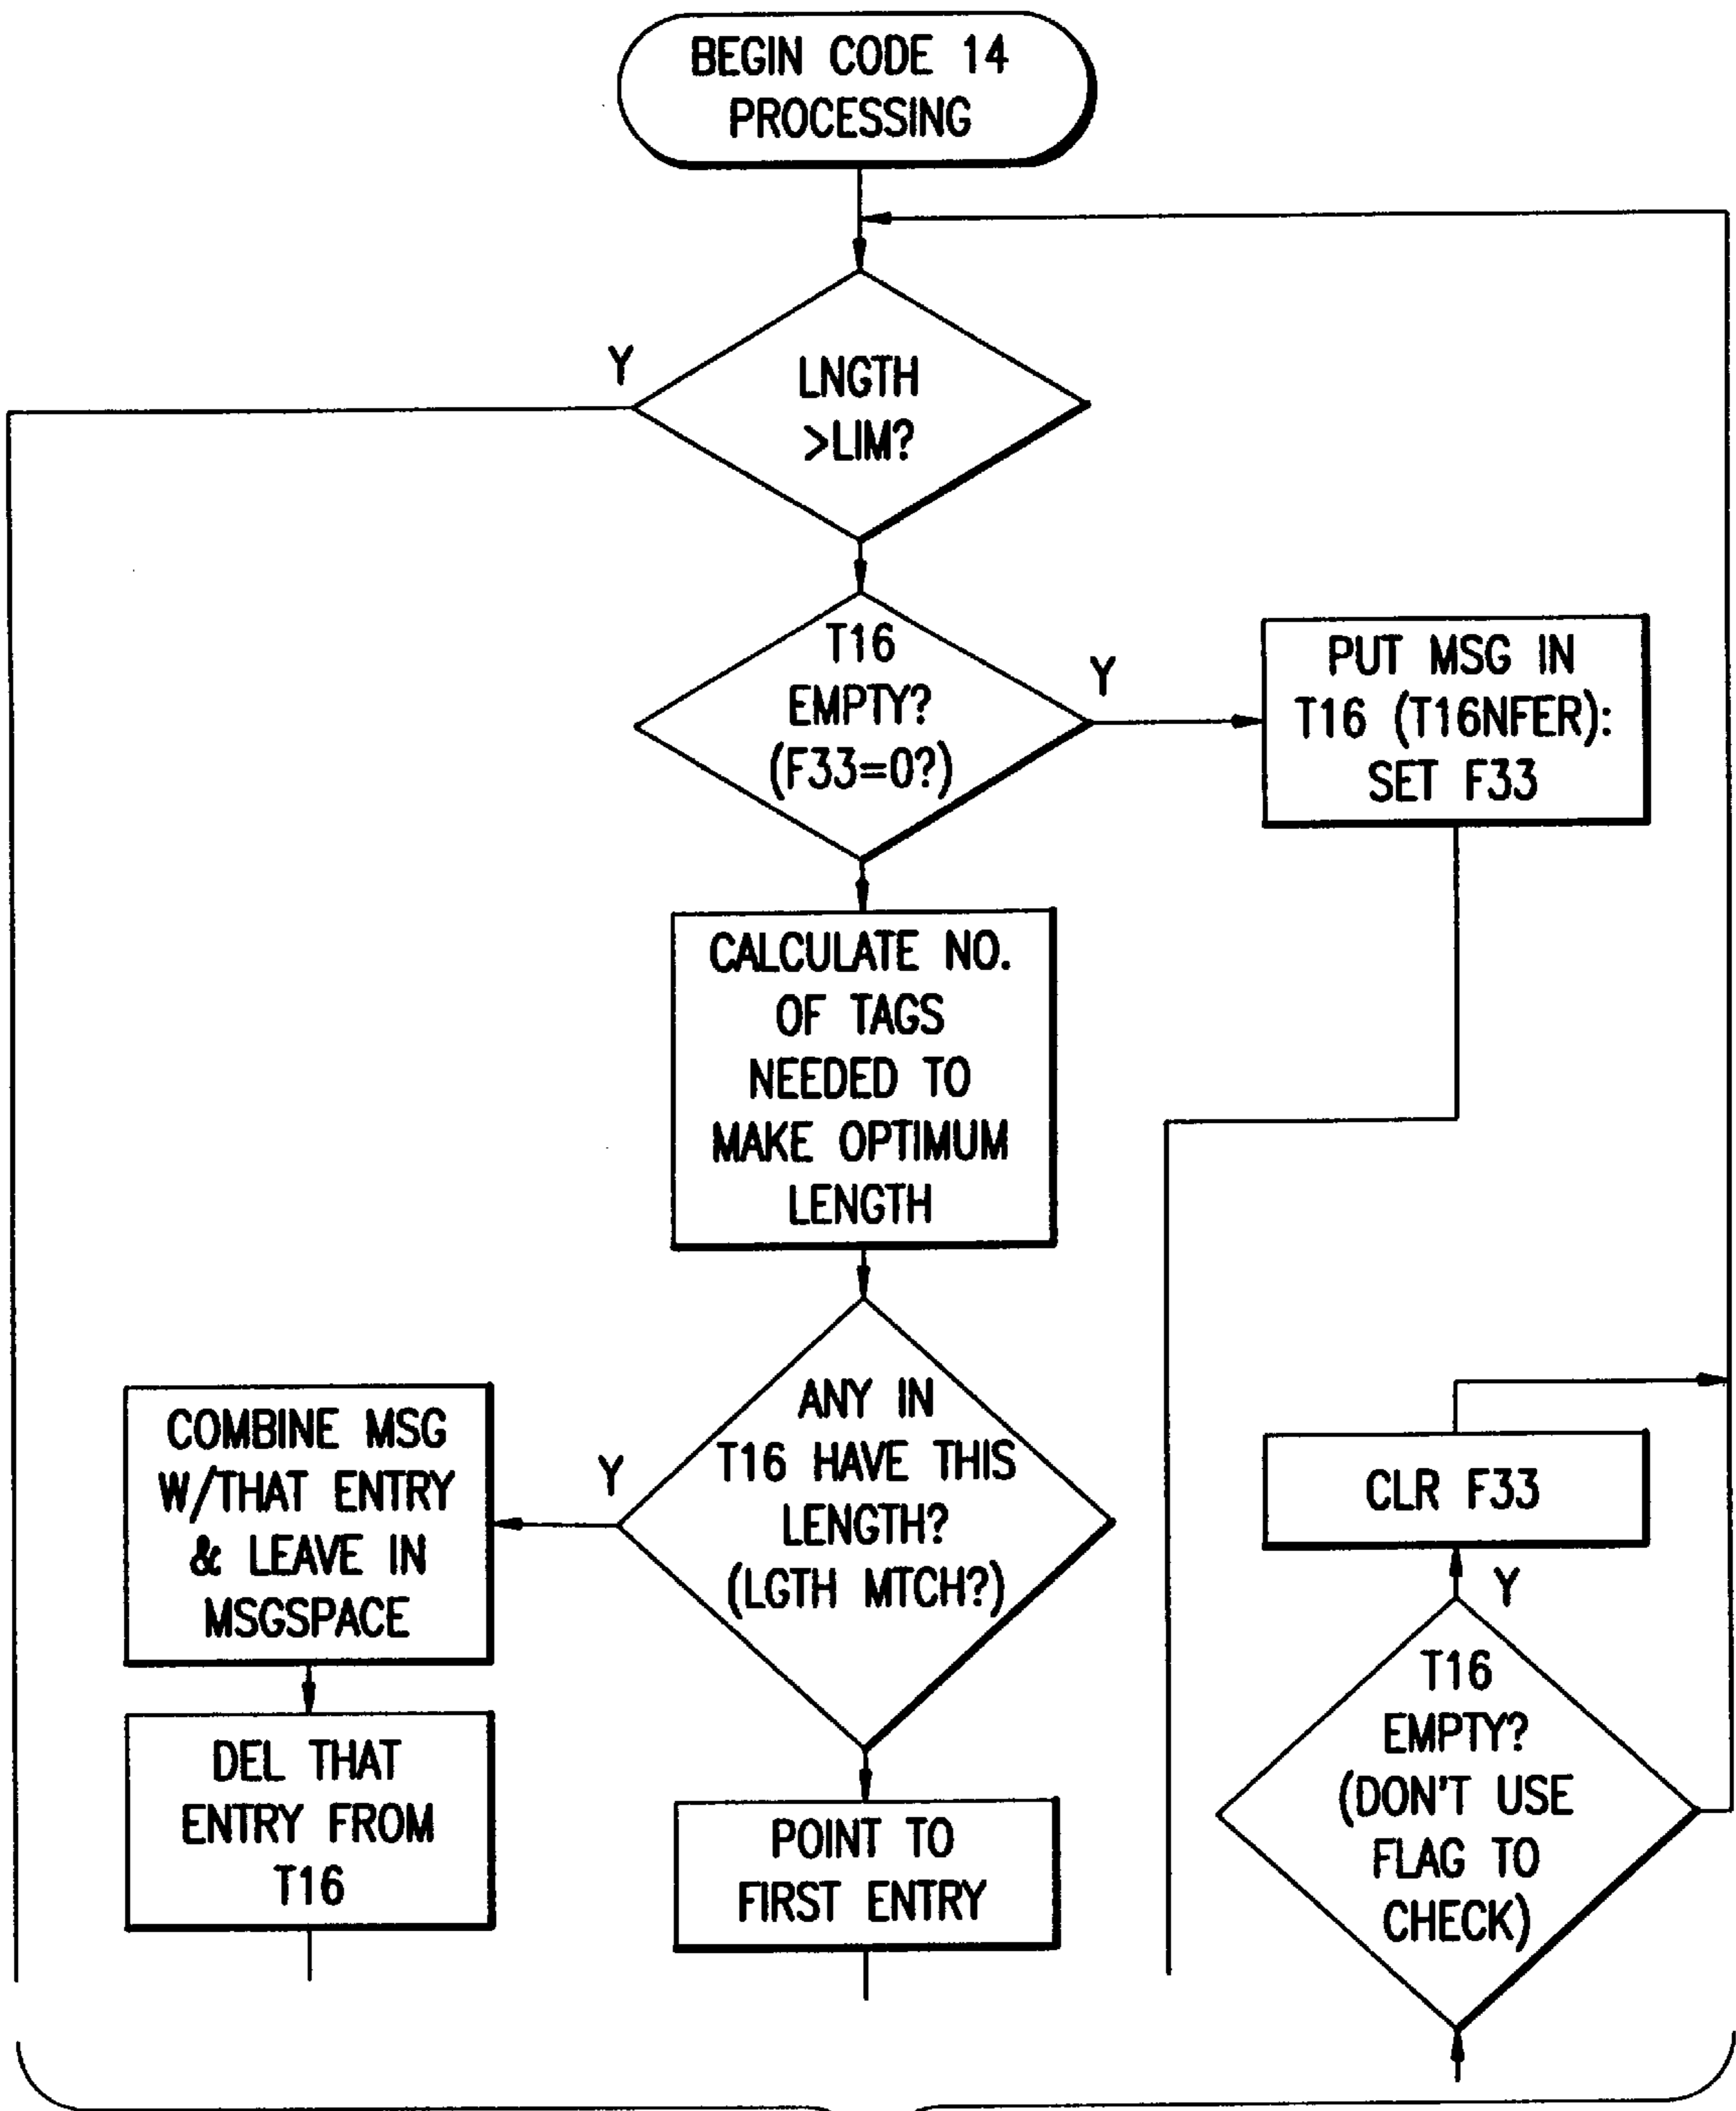 BEGIN CODE 14
PROCESSING
Y
LNGTH
>LIM?
T16
EMPTY?
(F33=0?)
Y
PUT MSG IN
T16 (T16NFER):
SET F33
CALCULATE NO.
OF TAGS
NEEDED TO
MAKE OPTIMUM
LENGTH
ANY IN
T16 HAVE THIS
LENGTH?
(LGTH MTCH?)
Y
COMBINE MSG
W/THAT ENTRY
& LEAVE IN
MSGSPACE
DEL THAT
ENTRY FROM
T16
POINT TO
FIRST ENTRY
CLR F33
Y
T16
EMPTY?
(DON'T USE
FLAG TO
CHECK)